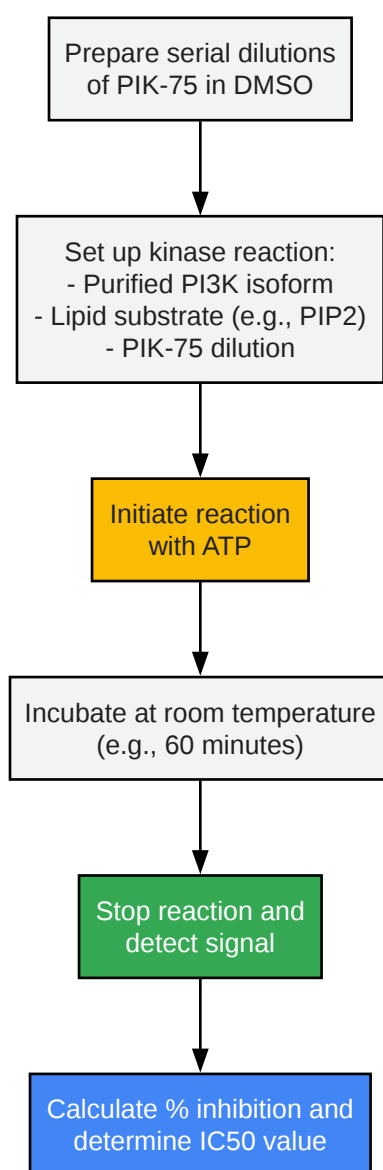 Prepare serial dilutions
of PIK-75 in DMSO
Set up kinase reaction:
- Purified PI3K isoform
- Lipid substrate (e.g., PIP2)
- PIK-75 dilution
Initiate reaction
with ATP
Incubate at room temperature
(e.g., 60 minutes)
Stop reaction and
detect signal
Calculate % inhibition and
determine IC50 value